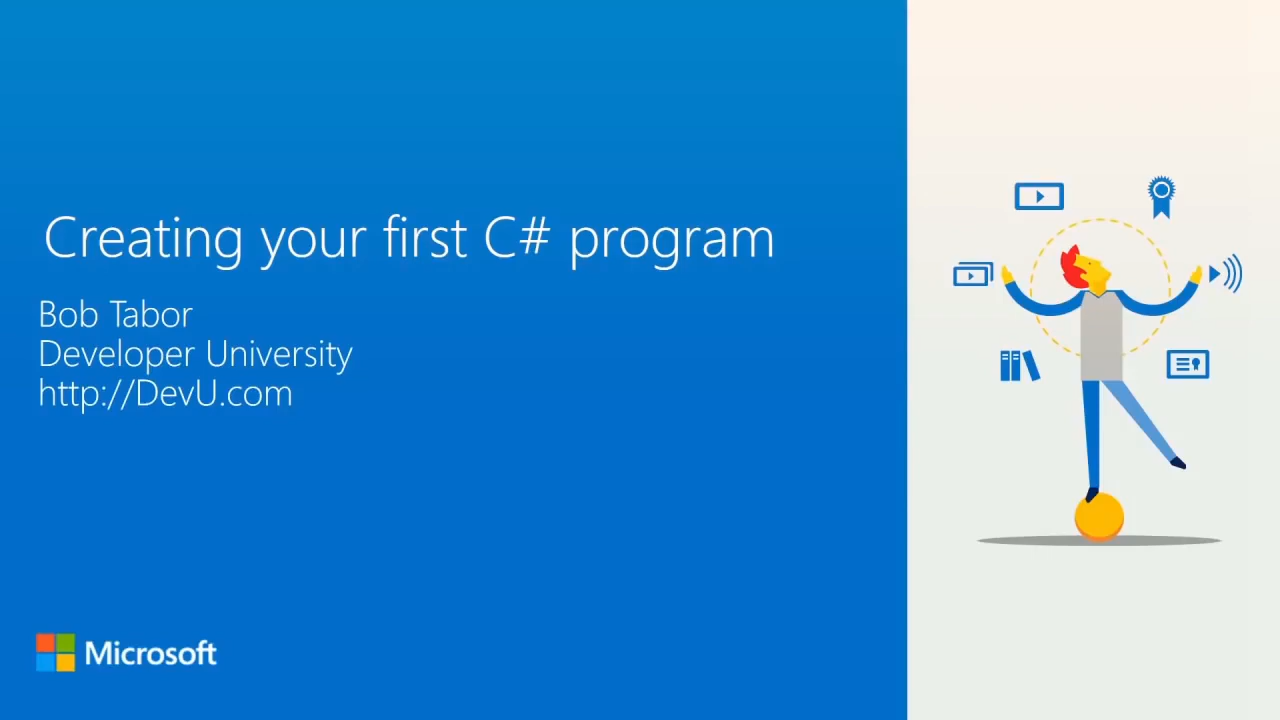 Creating your first C# program
Bob Tabor
Developer University
http://DevU.com
Microsoft